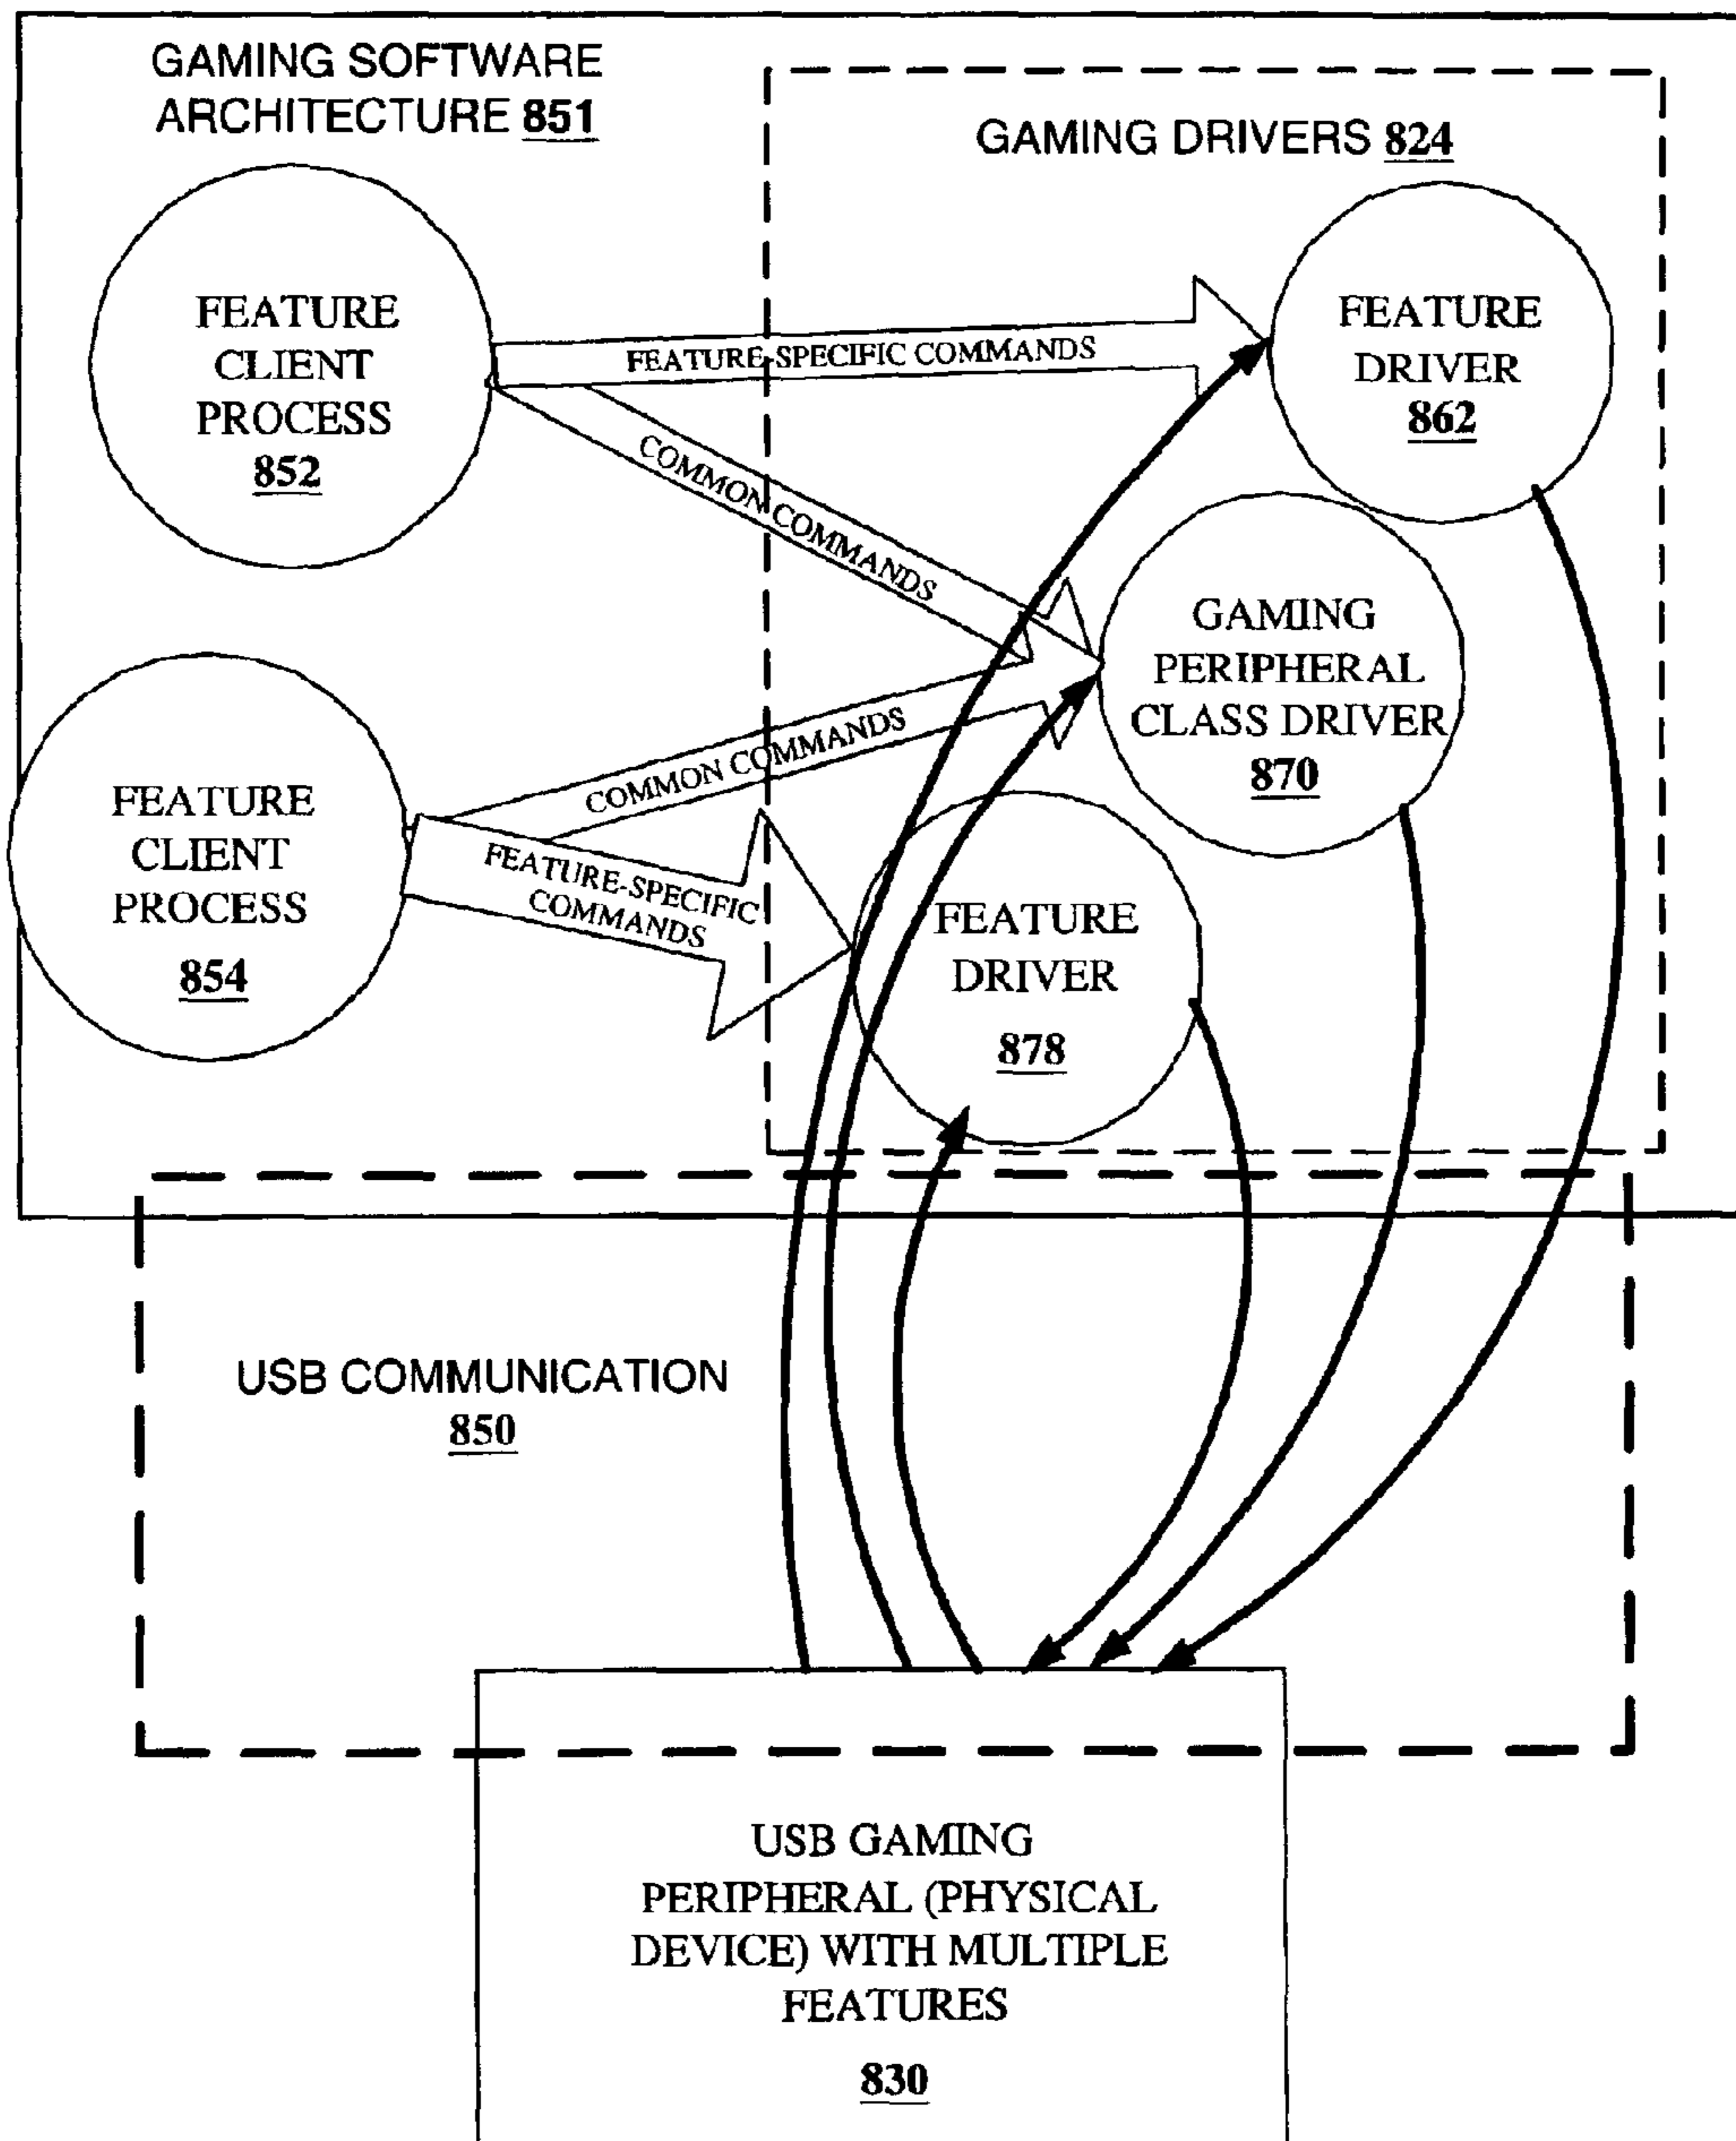 GAMING SOFTWARE
ARCHITECTURE 851
GAMING DRIVERS 824
FEATURE
CLIENT
PROCESS
852
FEATURE-SPECIFIC COMMANDS
FEATURE
DRIVER
862
COMMON COMMANDS
GAMING
PERIPHERAL
CLASS DRIVER
870
COMMON COMMANDS
FEATURE
CLIENT
PROCESS
854
FEATURE-SPECIFIC
COMMANDS
FEATURE
DRIVER
878
USB COMMUNICATION
850
USB GAMING
PERIPHERAL (PHYSICAL
DEVICE) WITH MULTIPLE
FEATURES
830